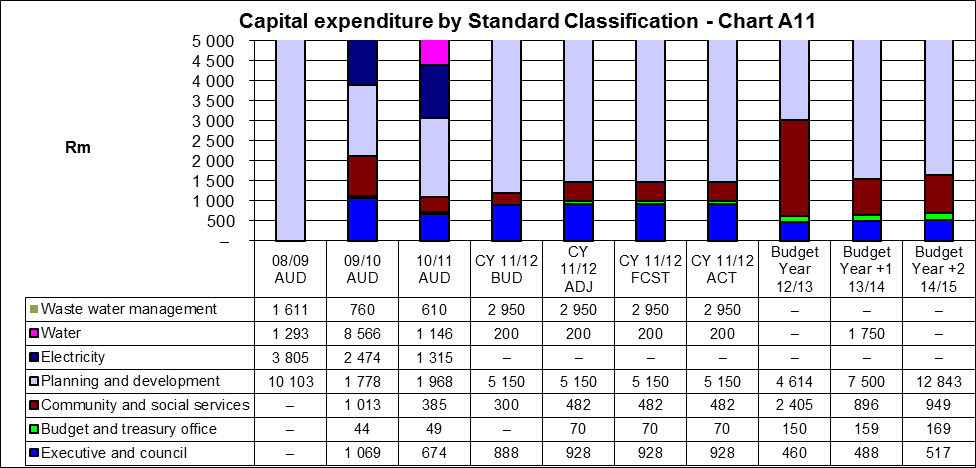 Capital expenditure by Standard Classification - Chart A11
5 000
4 500
4 000
3 500
3 000
2 500
2 000
1 500
1 000
500
–
Rm
08/09 AUD 09/10 AUD 10/11 AUD CY 11/12 BUD CY 11/12 ADJ CY 11/12 FCST CY 11/12 ACT Budget Year 12/13 Budget Year +1 13/14 Budget Year +2 14/15
Waste water management 1 611 760 610 2 950 2 950 2 950 2 950 – – –
Water 1 293 8 566 1 146 200 200 200 200 – 1 750 –
Electricity 3 805 2 474 1 315 – – – – – – –
Planning and development 10 103 1 778 1 968 5 150 5 150 5 150 5 150 4 614 7 500 12 843
Community and social services – 1 013 385 300 482 482 482 2 405 896 949
Budget and treasury office – 44 49 – 70 70 70 150 159 169
Executive and council – 1 069 674 888 928 928 928 460 488 517